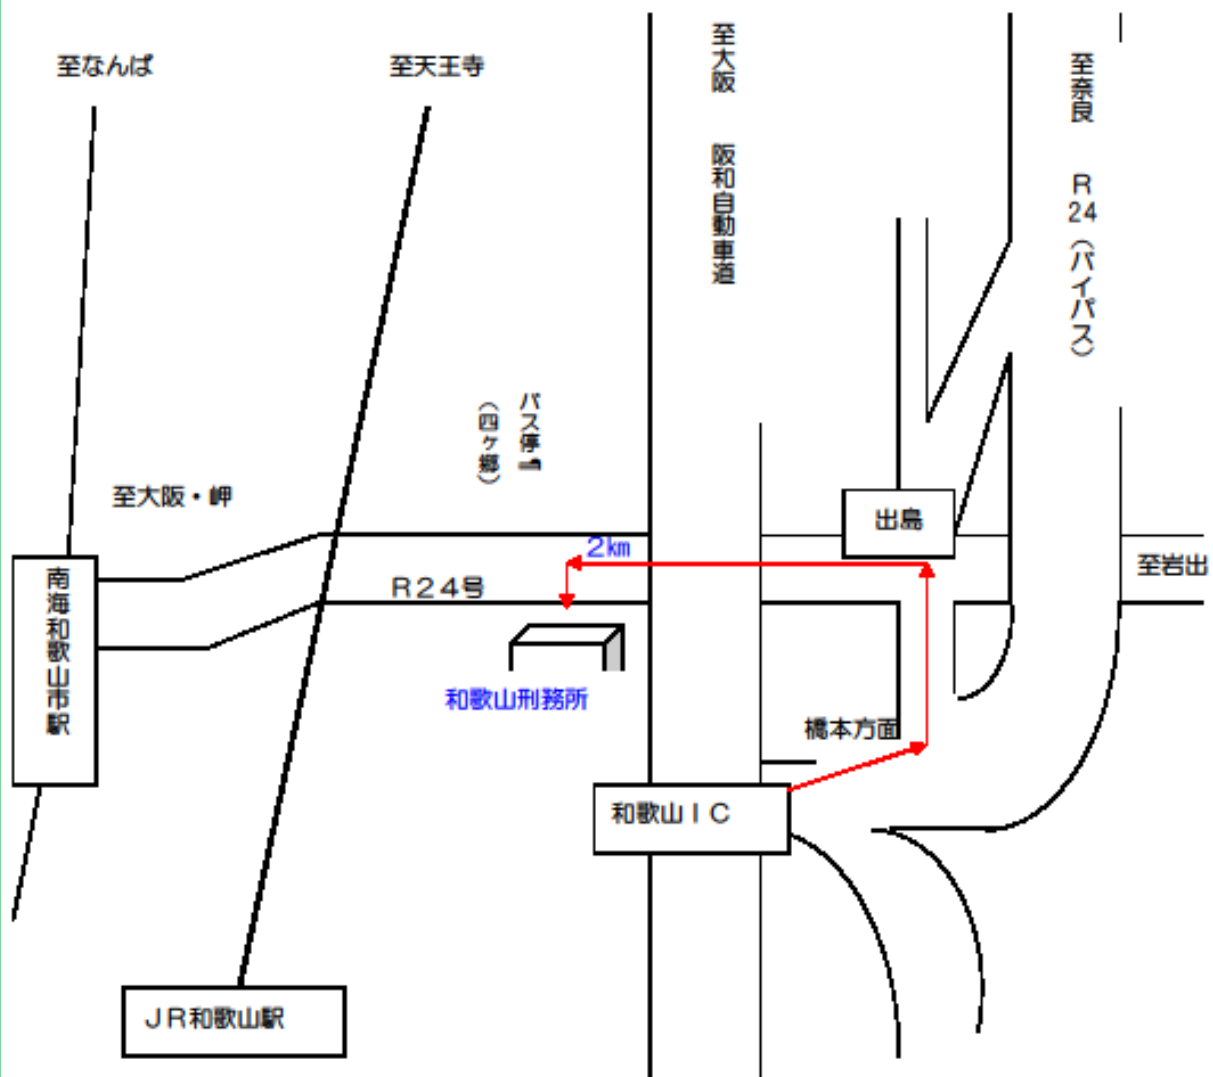 至なんば
至天王寺
至大阪　阪和自動車道
至奈良　Ｒ24（バイパス）
バス停
（四ヶ郷）
至大阪・岬
出島
２㎞
至岩出
Ｒ２４号
南海和歌山市駅
和歌山刑務所
橋本方面
和歌山ＩＣ
ＪＲ和歌山駅